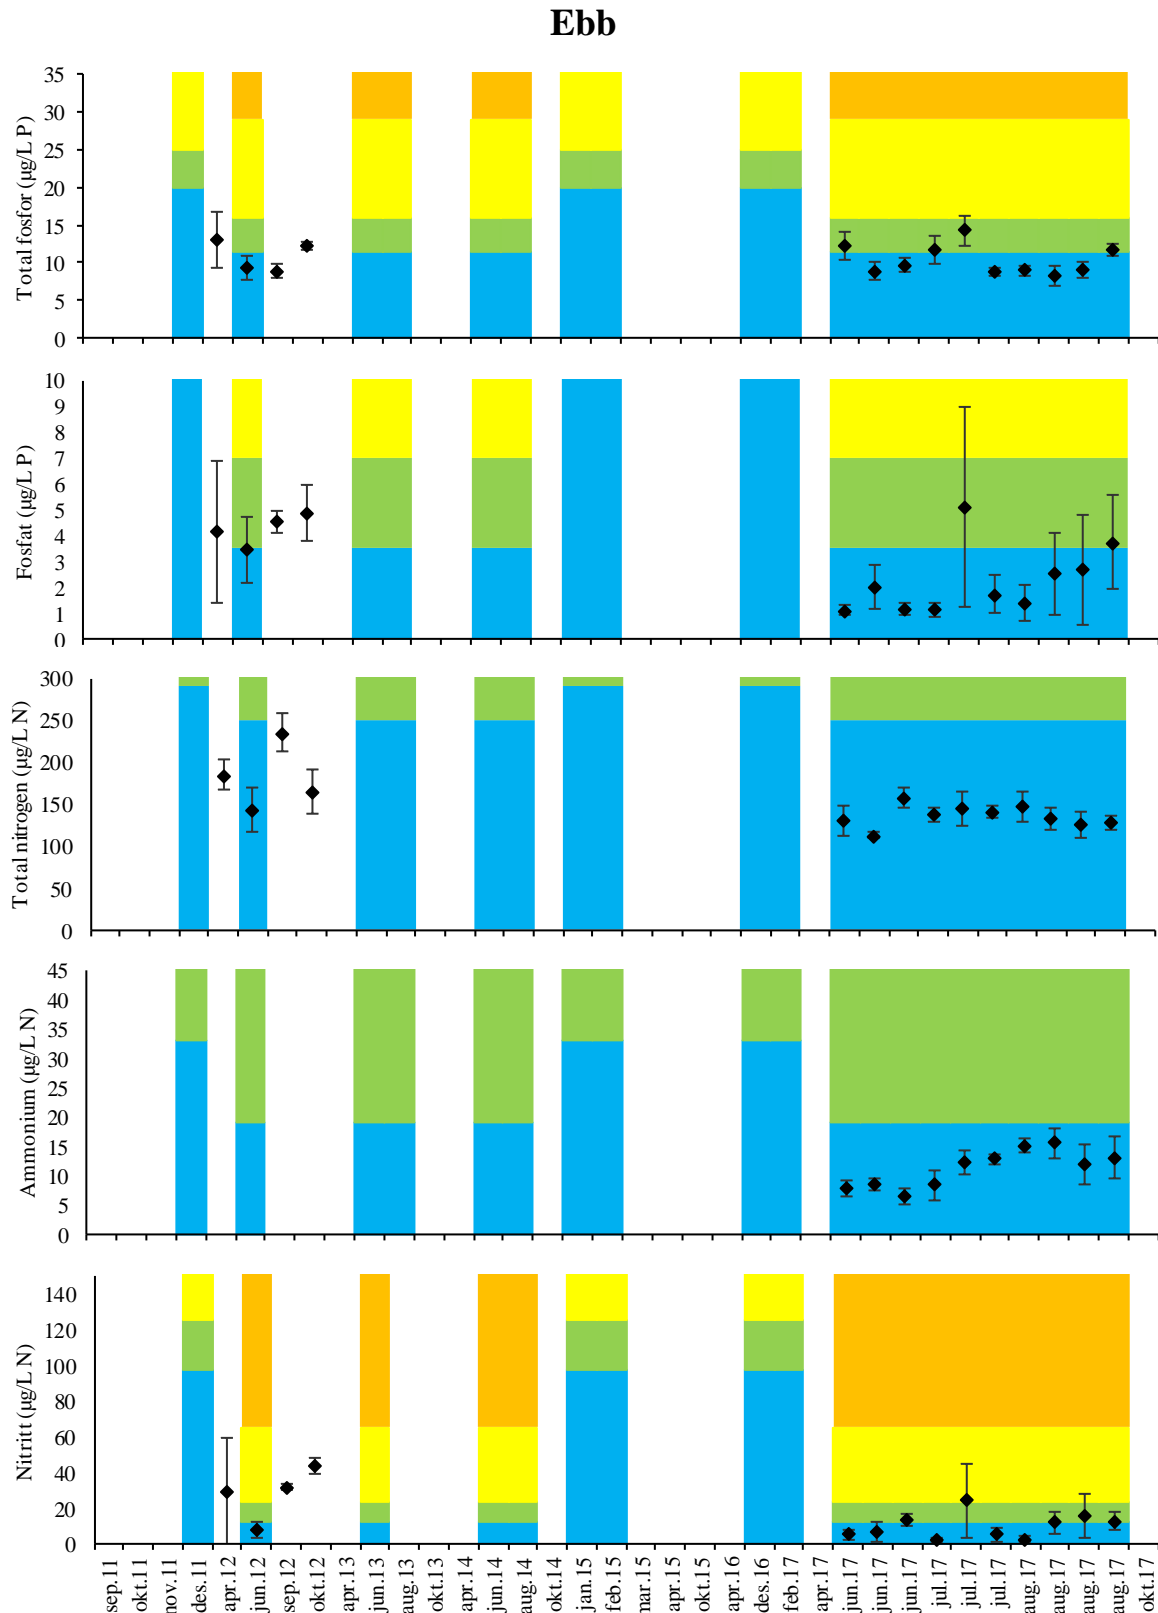 Ebb
Total fosfor (µg/L P)
35
30
25
20
15
10
5
0
Fosfat (µg/L P)
10
9
8
7
6
5
4
3
2
1
0
Total nitrogen (µg/L N)
300
250
200
150
100
50
0
Ammonium (µg/L N)
45
40
35
30
25
20
15
10
5
0
Nitritt (µg/L N)
140
120
100
80
60
40
20
0
sep.11
okt.11
nov.11
des.11
apr.12
jun.12
sep.12
okt.12
apr.13
jun.13
aug.13
okt.13
apr.14
jun.14
aug.14
okt.14
jan.15
feb.15
mar.15
apr.15
okt.15
apr.16
des.16
feb.17
apr.17
jun.17
jun.17
jun.17
jul.17
jul.17
jul.17
aug.17
aug.17
aug.17
aug.17
okt.17